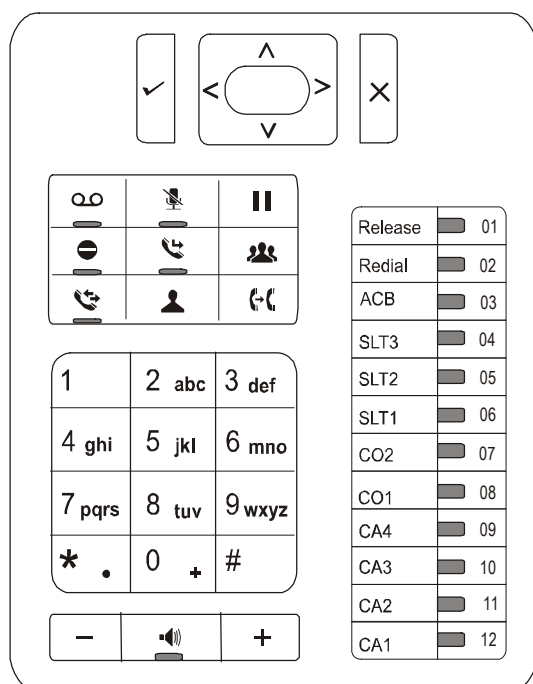 Release 01
Redial 02
ACB 03
SLT3 04
SLT2 05
SLT1 06
CO2 07
CO1 08
CA4 09
CA3 10
CA2 11
CA1 12
1 2 abc 3 def
4 ghi 5 jkl 6 mno
7 pqrs 8 tuv 9 wxyz
* . 0 + #
− +